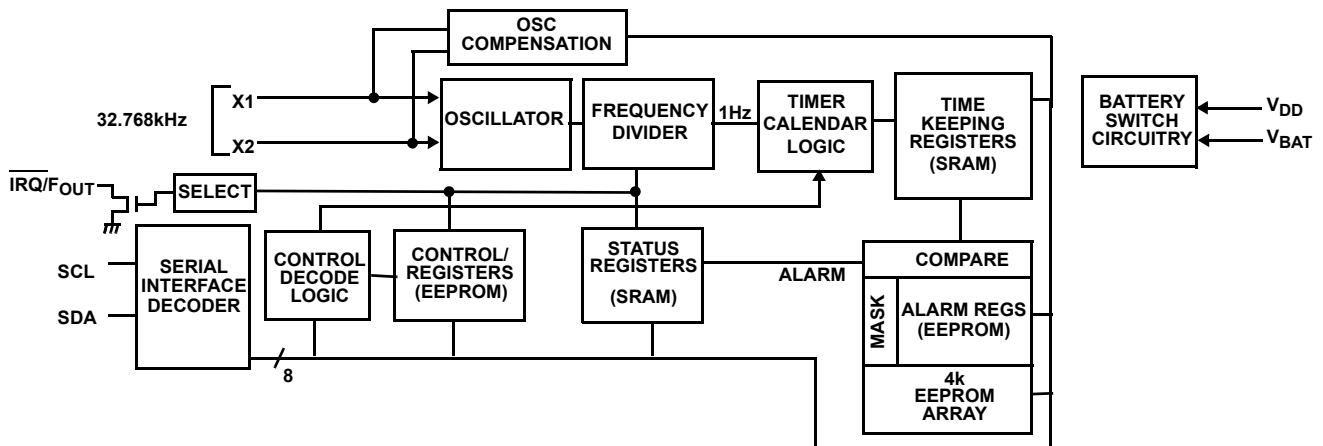 OSC
COMPENSATION
32.768kHz
X1
X2
OSCILLATOR
FREQUENCY
DIVIDER
1Hz
TIMER
CALENDAR
LOGIC
TIME
KEEPING
REGISTERS
(SRAM)
BATTERY
SWITCH
CIRCUITRY
VDD
VBAT
IRQ/FOUT
SELECT
SCL
SDA
SERIAL
INTERFACE
DECODER
CONTROL
DECODE
LOGIC
CONTROL/
REGISTERS
(EEPROM)
STATUS
REGISTERS
(SRAM)
ALARM
COMPARE
MASK
ALARM REGS
(EEPROM)
8
4k
EEPROM
ARRAY